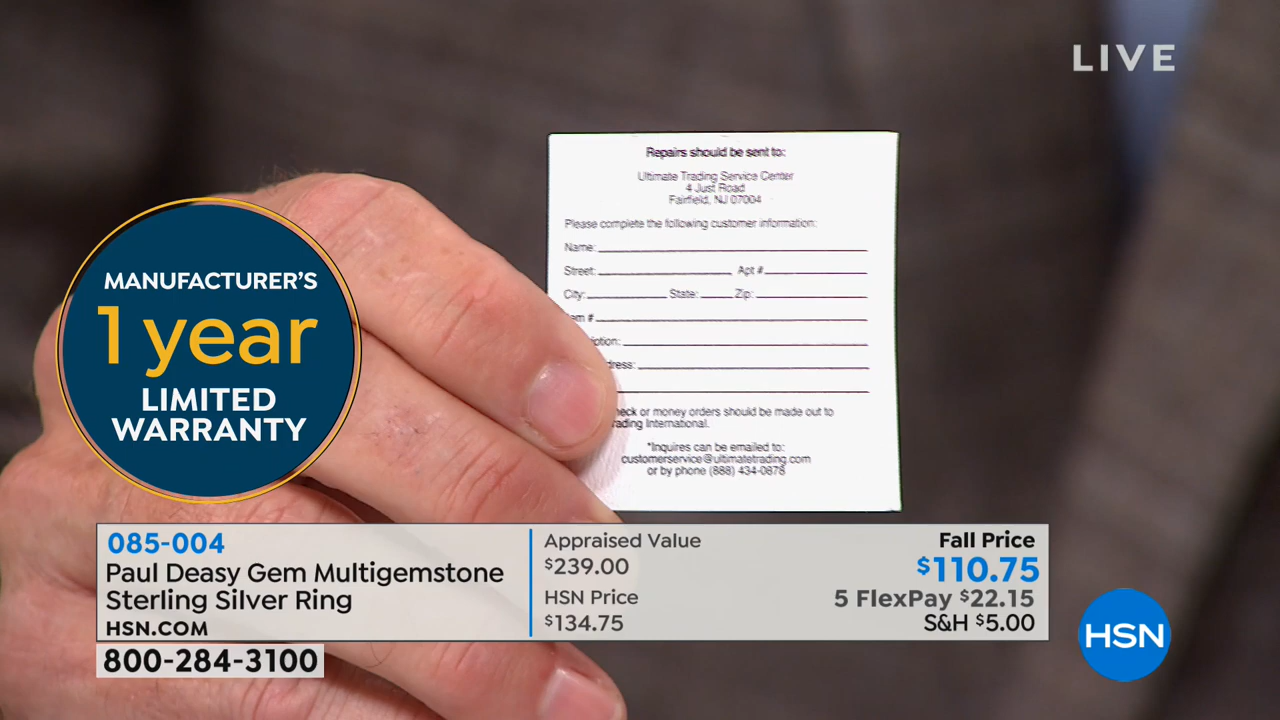 LIVE
Repairs should be sent to:
Ultimate Trading Service Center
4 Just Road
Fairfield, NJ 07004
Please complete the following customer information:
Name:
Street: Apt #
City: State: Zip:
#
check or money orders should be made out to
International.
*Inquires can be emailed to:
customerservice@ultimatetrading.com
or by phone (888) 434-0878
MANUFACTURER'S
1 year
LIMITED
WARRANTY
085-004
Paul Deasy Gem Multigemstone
Sterling Silver Ring
HSN.COM
800-284-3100
Appraised Value
$239.00
HSN Price
$134.75
Fall Price
$110.75
5 FlexPay $22.15
S&H $5.00
HSN